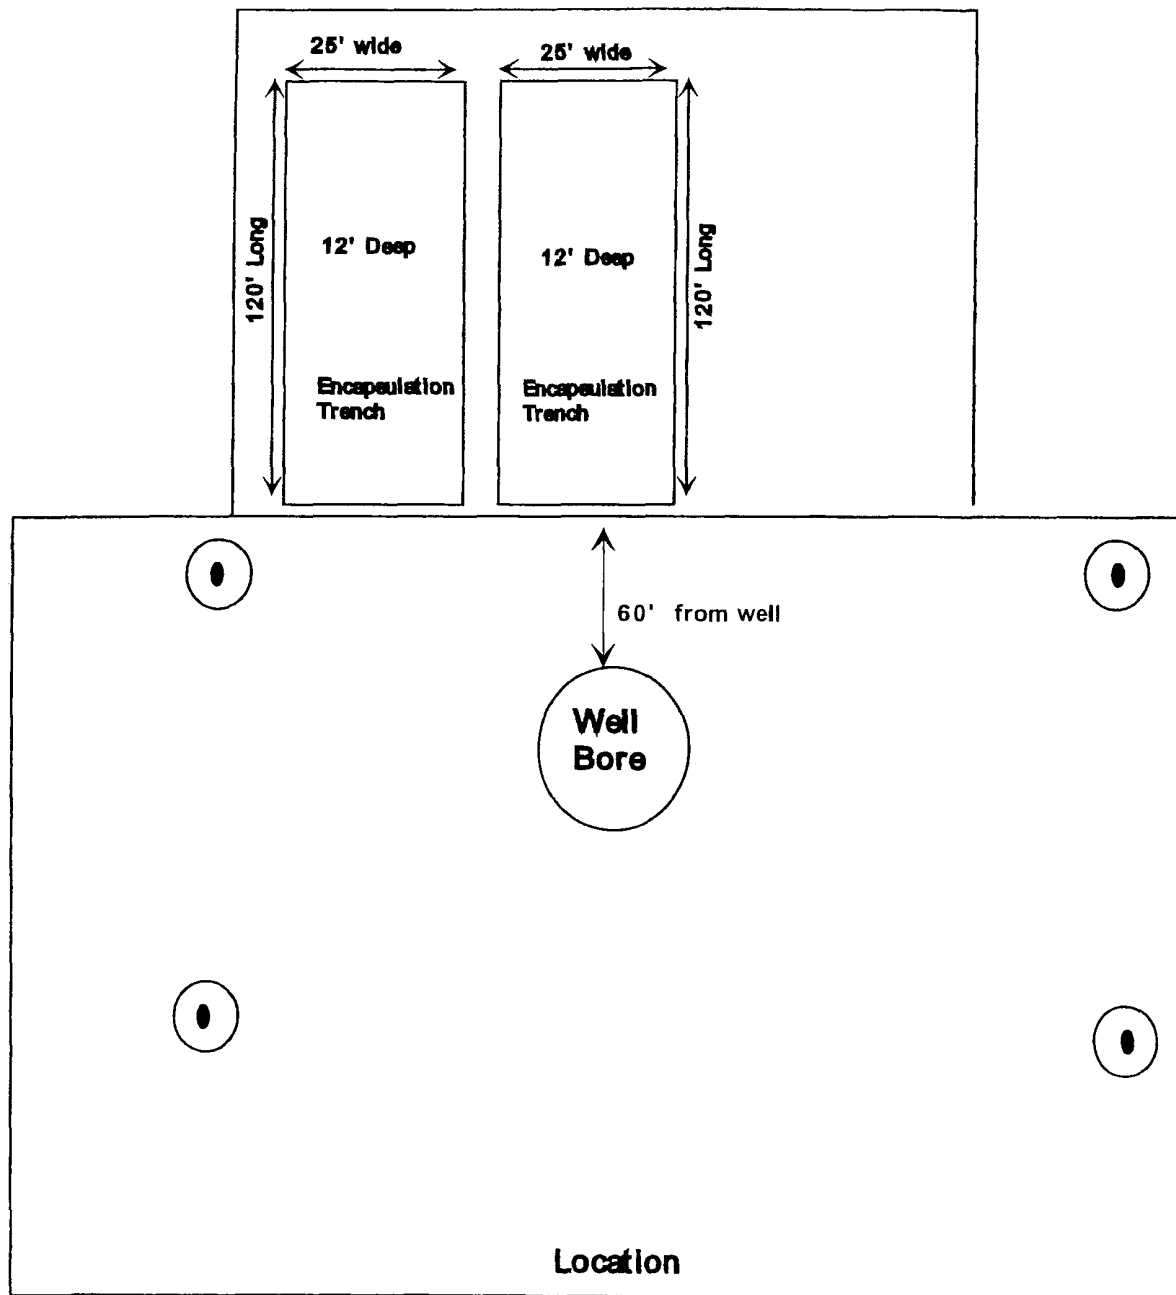 25' wide
25' wide
120' Long
12' Deep
12' Deep
120' Long
Encapsulation
Trench
Encapsulation
Trench
60' from well
Well
Bore
Location